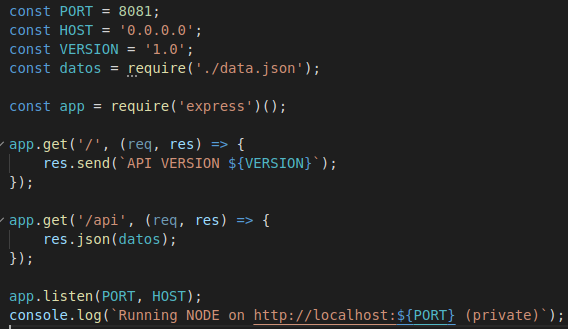 const PORT = 8081;
const HOST = '0.0.0.0';
const VERSION = '1.0';
const datos = require('./data.json');
const app = require('express')();
app.get('/', (req, res) => {
res.send(`API VERSION ${VERSION}`);
});
app.get('/api', (req, res) => {
res.json(datos);
});
app.listen(PORT, HOST);
console.log(`Running NODE on http://localhost:${PORT} (private)`);